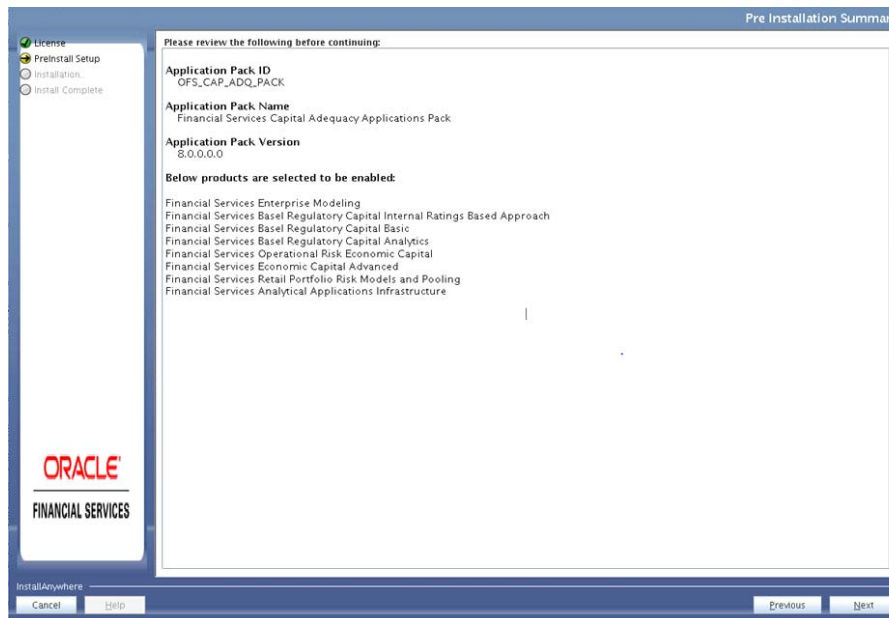 Pre Installation Summar
License
PreInstall Setup
Installation..
Install Complete
Please review the following before continuing:
Application Pack ID
OFS_CAP_ADQ_PACK
Application Pack Name
Financial Services Capital Adequacy Applications Pack
Application Pack Version
8.0.0.0.0
Below products are selected to be enabled:
Financial Services Enterprise Modeling
Financial Services Basel Regulatory Capital Internal Ratings Based Approach
Financial Services Basel Regulatory Capital Basic
Financial Services Basel Regulatory Capital Analytics
Financial Services Operational Risk Economic Capital
Financial Services Economic Capital Advanced
Financial Services Retail Portfolio Risk Models and Pooling
Financial Services Analytical Applications Infrastructure
ORACLE
FINANCIAL SERVICES
InstallAnywhere
Cancel
Help
Previous
Next